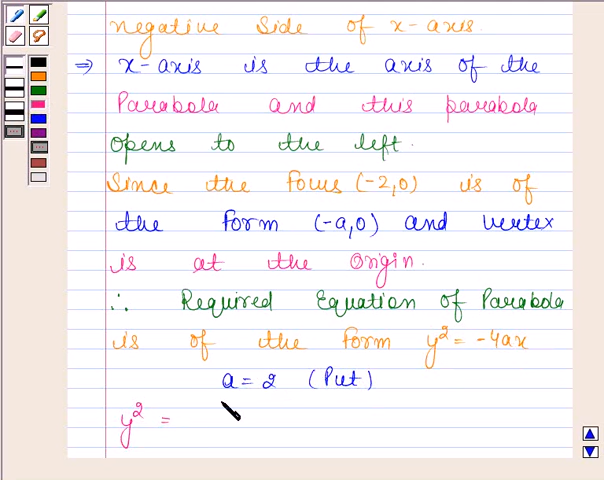 negative side of x-axis.
⇒ x-axis is the axis of the
Parabola and this parabola
opens to the left.
Since the Focus (-2,0) is of
the form (-a,0) and vertex
is at the origin.
∴ Required Equation of Parabola
is of the form y² = -4ax
a = 2 (Put)
y² =